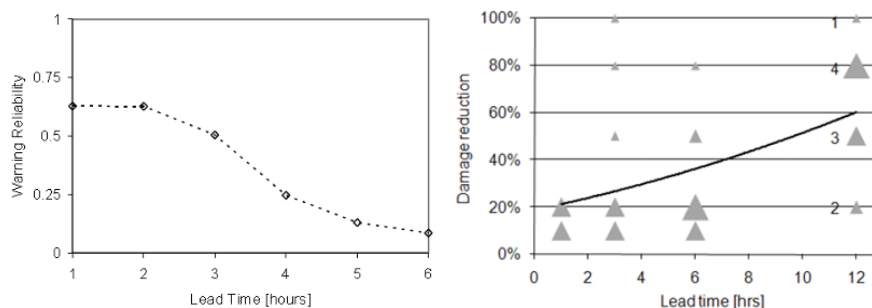 1
0.75
0.5
0.25
0
Warning Reliability
1 2 3 4 5 6
Lead Time [hours]
100%
80%
60%
40%
20%
0%
Damage reduction
1
4
3
2
0 2 4 6 8 10 12
Lead time [hrs]